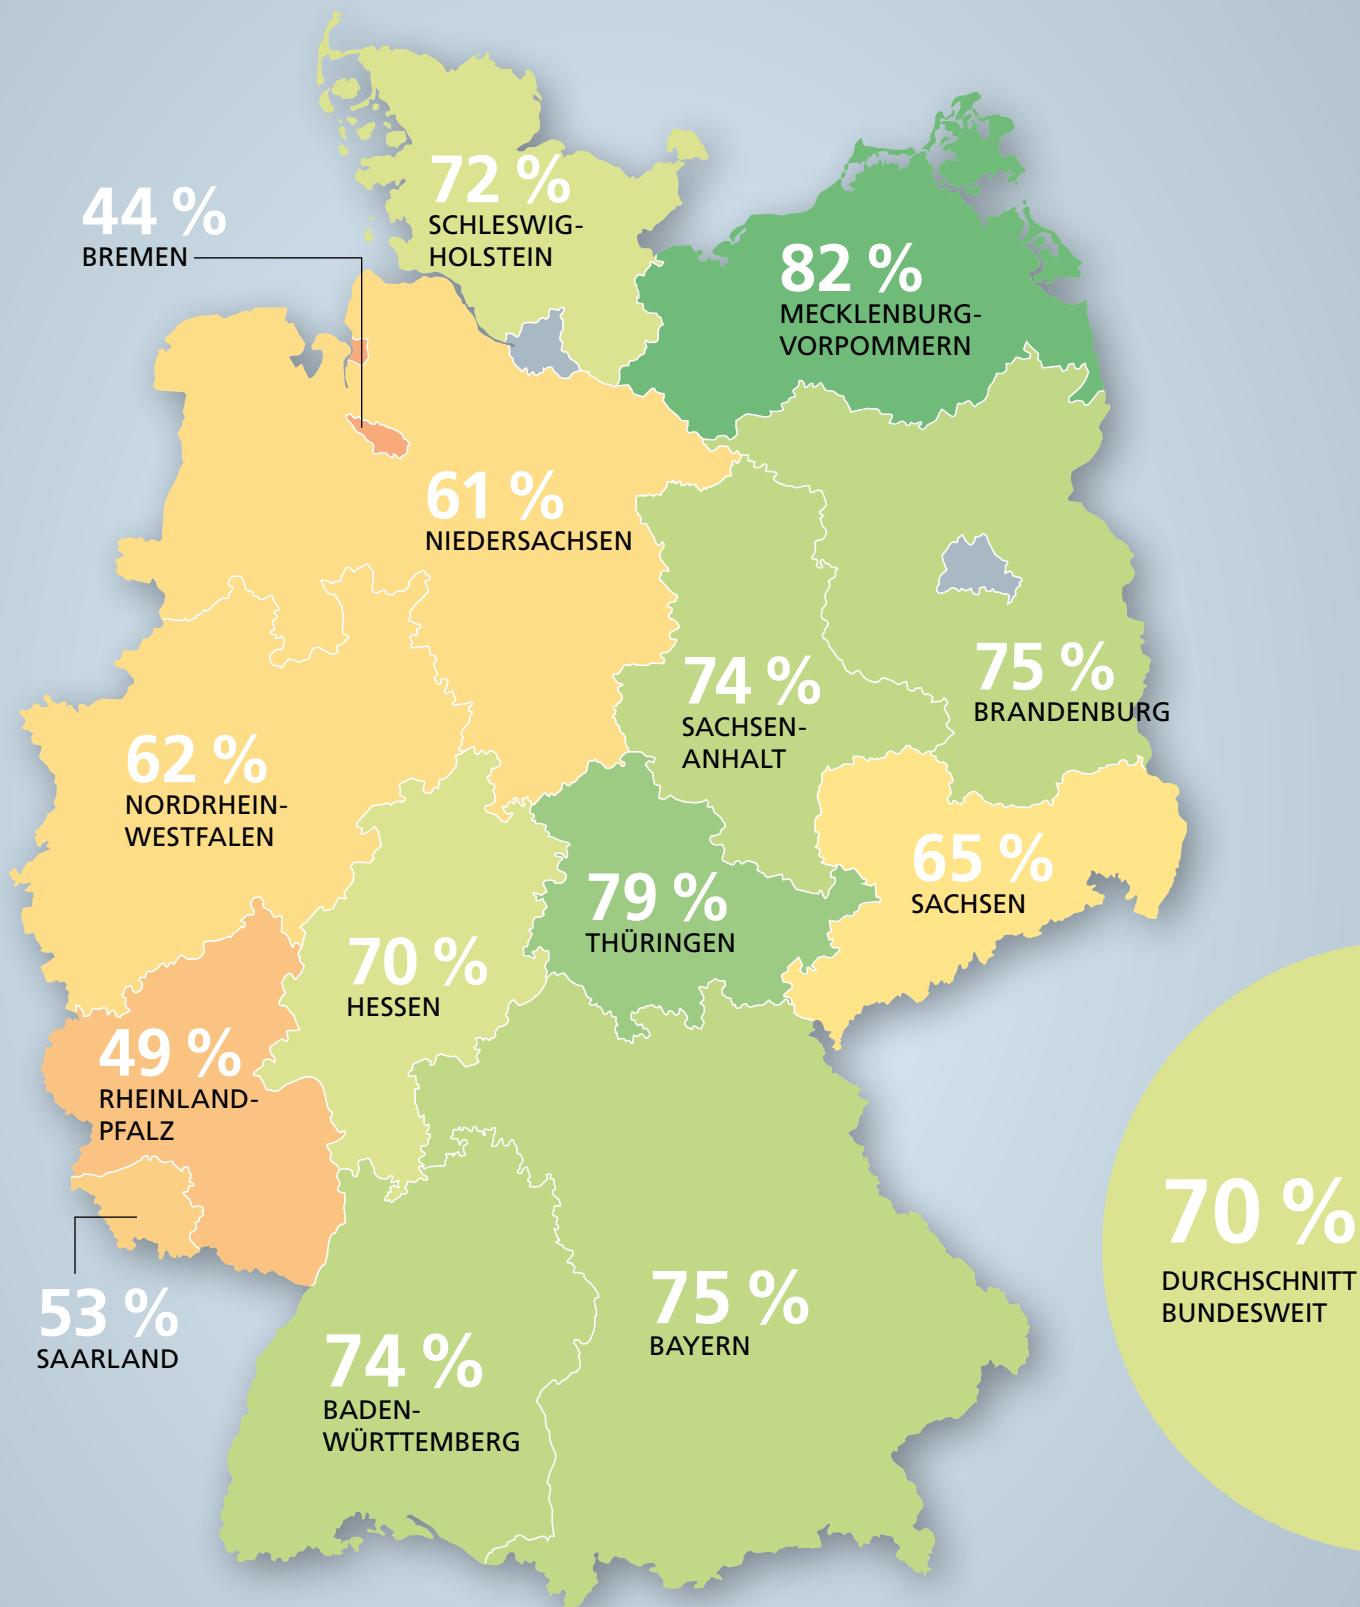 72 %
SCHLESWIG-
HOLSTEIN
44 %
BREMEN
82 %
MECKLENBURG-
VORPOMMERN
61 %
NIEDERSACHSEN
74 %
SACHSEN-
ANHALT
75 %
BRANDENBURG
62 %
NORDRHEIN-
WESTFALEN
65 %
SACHSEN
79 %
THÜRINGEN
70 %
HESSEN
49 %
RHEINLAND-
PFALZ
70 %
DURCHSCHNITT
BUNDESWEIT
53 %
SAARLAND
75 %
BAYERN
74 %
BADEN-
WÜRTTEMBERG